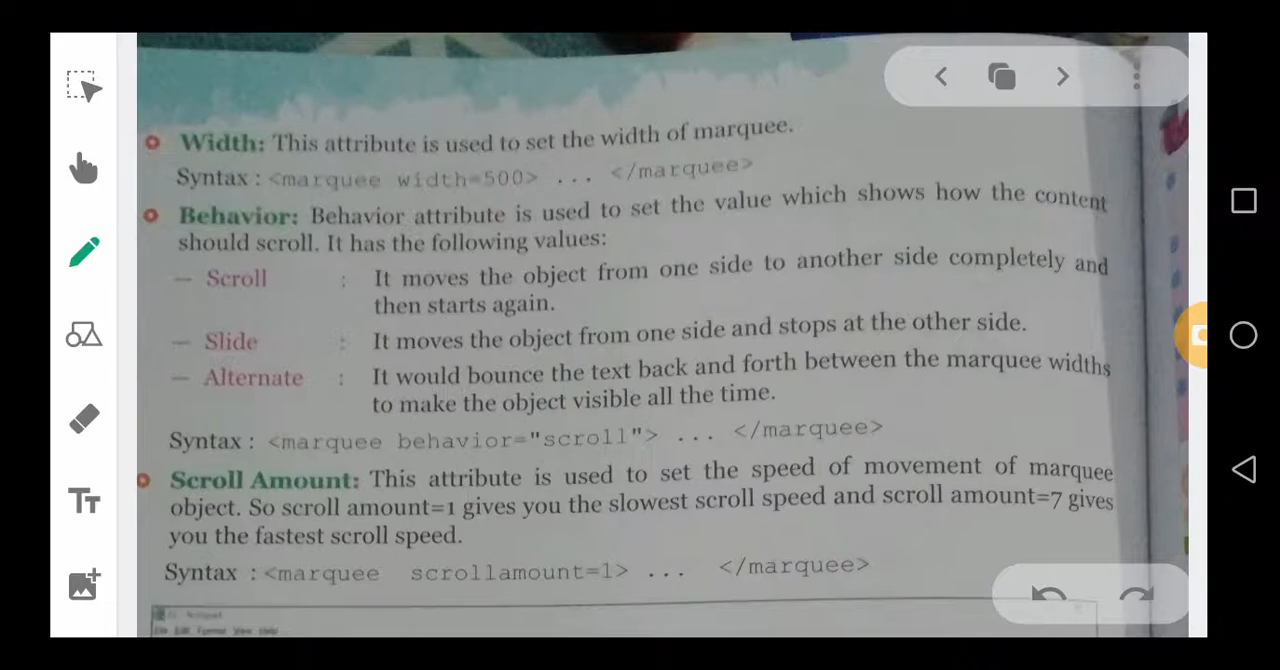 Width: This attribute is used to set the width of marquee.
Syntax : <marquee width=500> ... </marquee>
Behavior: Behavior attribute is used to set the value which shows how the content
should scroll. It has the following values:
— Scroll : It moves the object from one side to another side completely and
then starts again.
— Slide : It moves the object from one side and stops at the other side.
— Alternate : It would bounce the text back and forth between the marquee widths
to make the object visible all the time.
Syntax : <marquee behavior="scroll"> ... </marquee>
Scroll Amount: This attribute is used to set the speed of movement of marquee
object. So scroll amount=1 gives you the slowest scroll speed and scroll amount=7 gives
you the fastest scroll speed.
Syntax : <marquee scrollamount=1> ... </marquee>
Notepad
File Edit Format View Help
TT